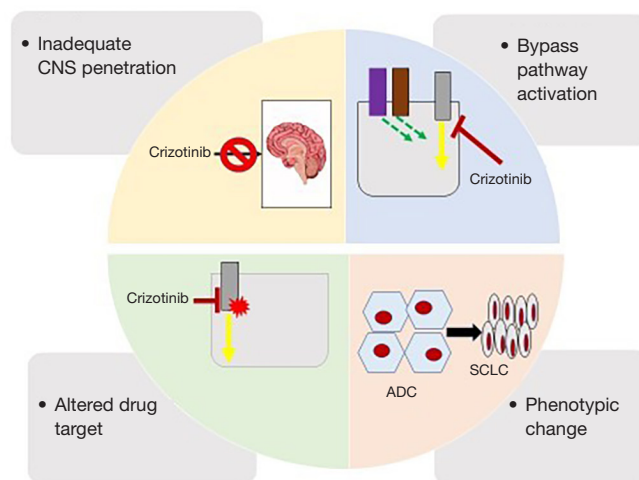 • Inadequate
CNS penetration
• Bypass
pathway
activation
Crizotinib
Crizotinib
Crizotinib
ADC
SCLC
• Altered drug
target
• Phenotypic
change